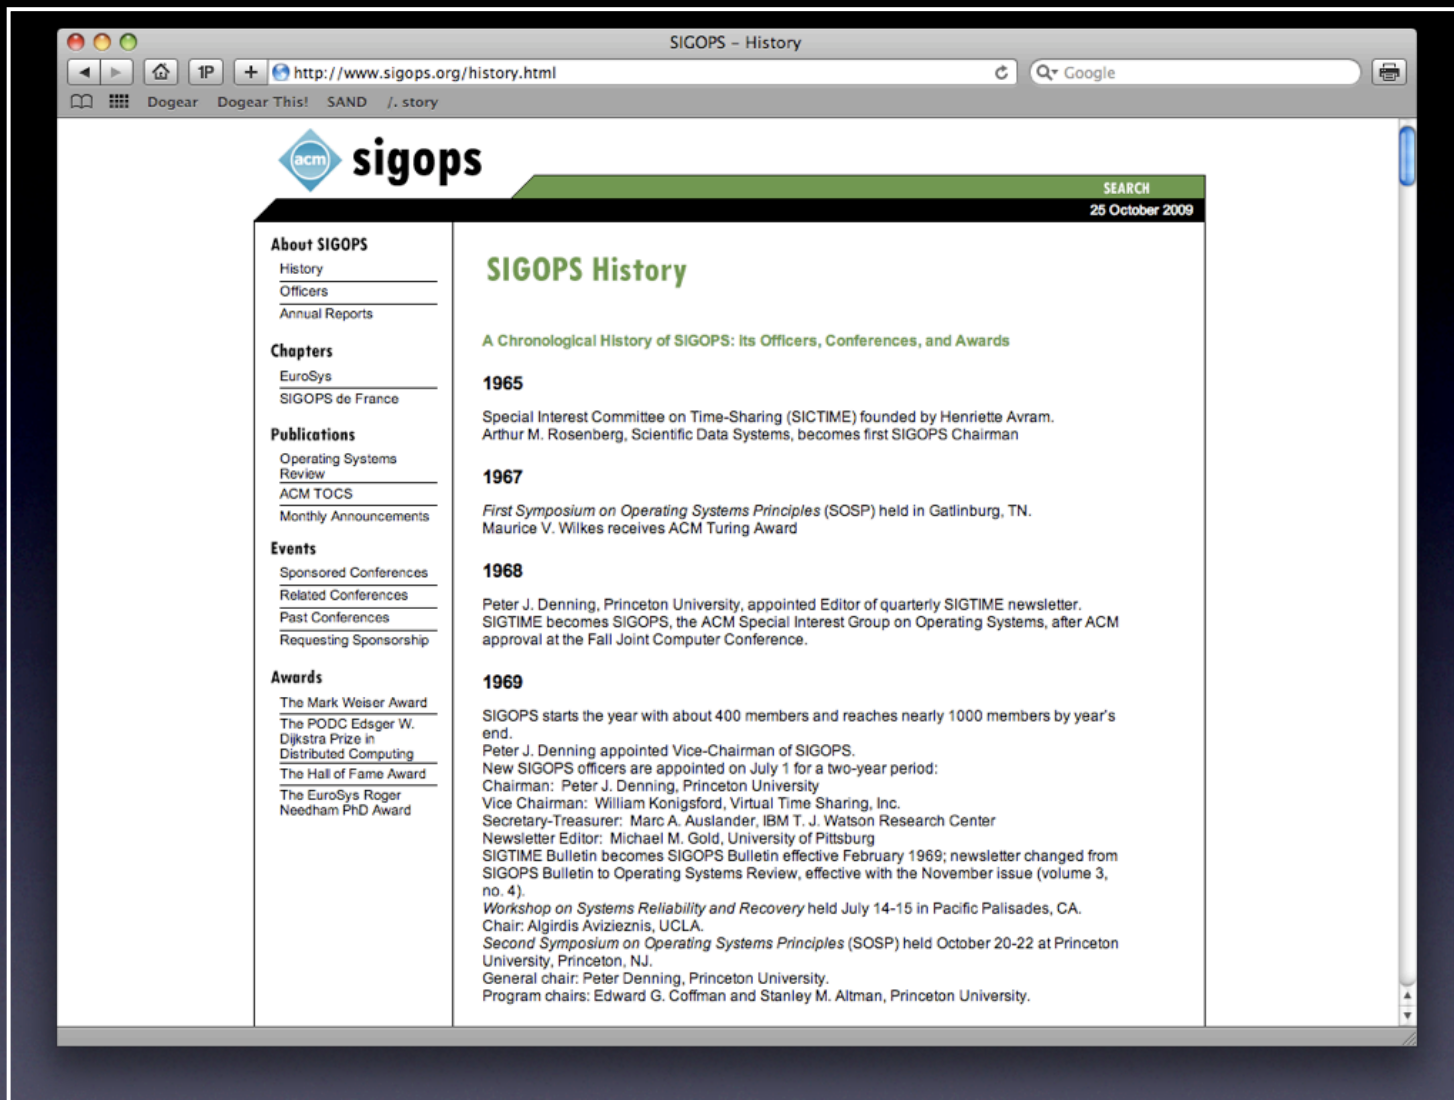 SIGOPS – History
1P
+
http://www.sigops.org/history.html
Google
Dogear Dogear This! SAND /. story
acm
sigops
SEARCH
25 October 2009
About SIGOPS
History
Officers
Annual Reports
Chapters
EuroSys
SIGOPS de France
Publications
Operating Systems
Review
ACM TOCS
Monthly Announcements
Events
Sponsored Conferences
Related Conferences
Past Conferences
Requesting Sponsorship
Awards
The Mark Weiser Award
The PODC Edsger W.
Dijkstra Prize in
Distributed Computing
The Hall of Fame Award
The EuroSys Roger
Needham PhD Award
SIGOPS History
A Chronological History of SIGOPS: Its Officers, Conferences, and Awards
1965
Special Interest Committee on Time-Sharing (SICTIME) founded by Henriette Avram.
Arthur M. Rosenberg, Scientific Data Systems, becomes first SIGOPS Chairman
1967
First Symposium on Operating Systems Principles (SOSP) held in Gatlinburg, TN.
Maurice V. Wilkes receives ACM Turing Award
1968
Peter J. Denning, Princeton University, appointed Editor of quarterly SIGTIME newsletter.
SIGTIME becomes SIGOPS, the ACM Special Interest Group on Operating Systems, after ACM
approval at the Fall Joint Computer Conference.
1969
SIGOPS starts the year with about 400 members and reaches nearly 1000 members by year's
end.
Peter J. Denning appointed Vice-Chairman of SIGOPS.
New SIGOPS officers are appointed on July 1 for a two-year period:
Chairman: Peter J. Denning, Princeton University
Vice Chairman: William Konigsford, Virtual Time Sharing, Inc.
Secretary-Treasurer: Marc A. Auslander, IBM T. J. Watson Research Center
Newsletter Editor: Michael M. Gold, University of Pittsburg
SIGTIME Bulletin becomes SIGOPS Bulletin effective February 1969; newsletter changed from
SIGOPS Bulletin to Operating Systems Review, effective with the November issue (volume 3,
no. 4).
Workshop on Systems Reliability and Recovery held July 14-15 in Pacific Palisades, CA.
Chair: Algirdis Avizieznis, UCLA.
Second Symposium on Operating Systems Principles (SOSP) held October 20-22 at Princeton
University, Princeton, NJ.
General chair: Peter Denning, Princeton University.
Program chairs: Edward G. Coffman and Stanley M. Altman, Princeton University.